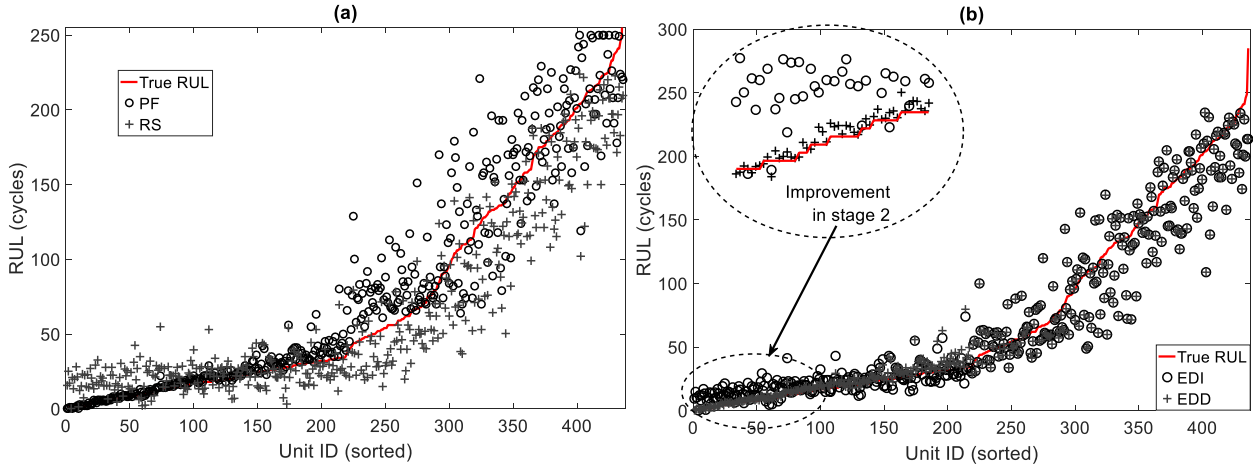 (a)
250
200
150
100
50
0
RUL (cycles)
True RUL
PF
RS
0 50 100 150 200 250 300 350 400
Unit ID (sorted)
(b)
300
250
200
150
100
50
0
RUL (cycles)
Improvement
in stage 2
True RUL
EDI
EDD
0 50 100 150 200 250 300 350 400
Unit ID (sorted)